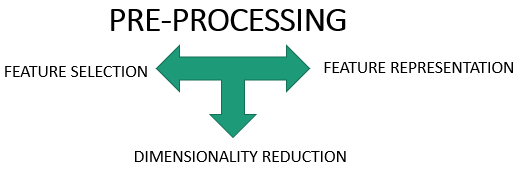 PRE-PROCESSING
FEATURE SELECTION
FEATURE REPRESENTATION
DIMENSIONALITY REDUCTION